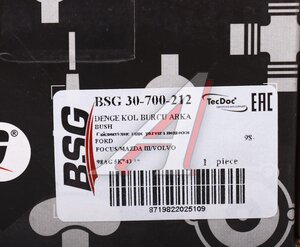 BSG
BSG 30-700-212
DENGE KOL BURCU ARKA
BUSH
FORD
FOCUS/MAZDA III/VOLVO
98-
1 piece
TecDoc
EAC
8719822025109